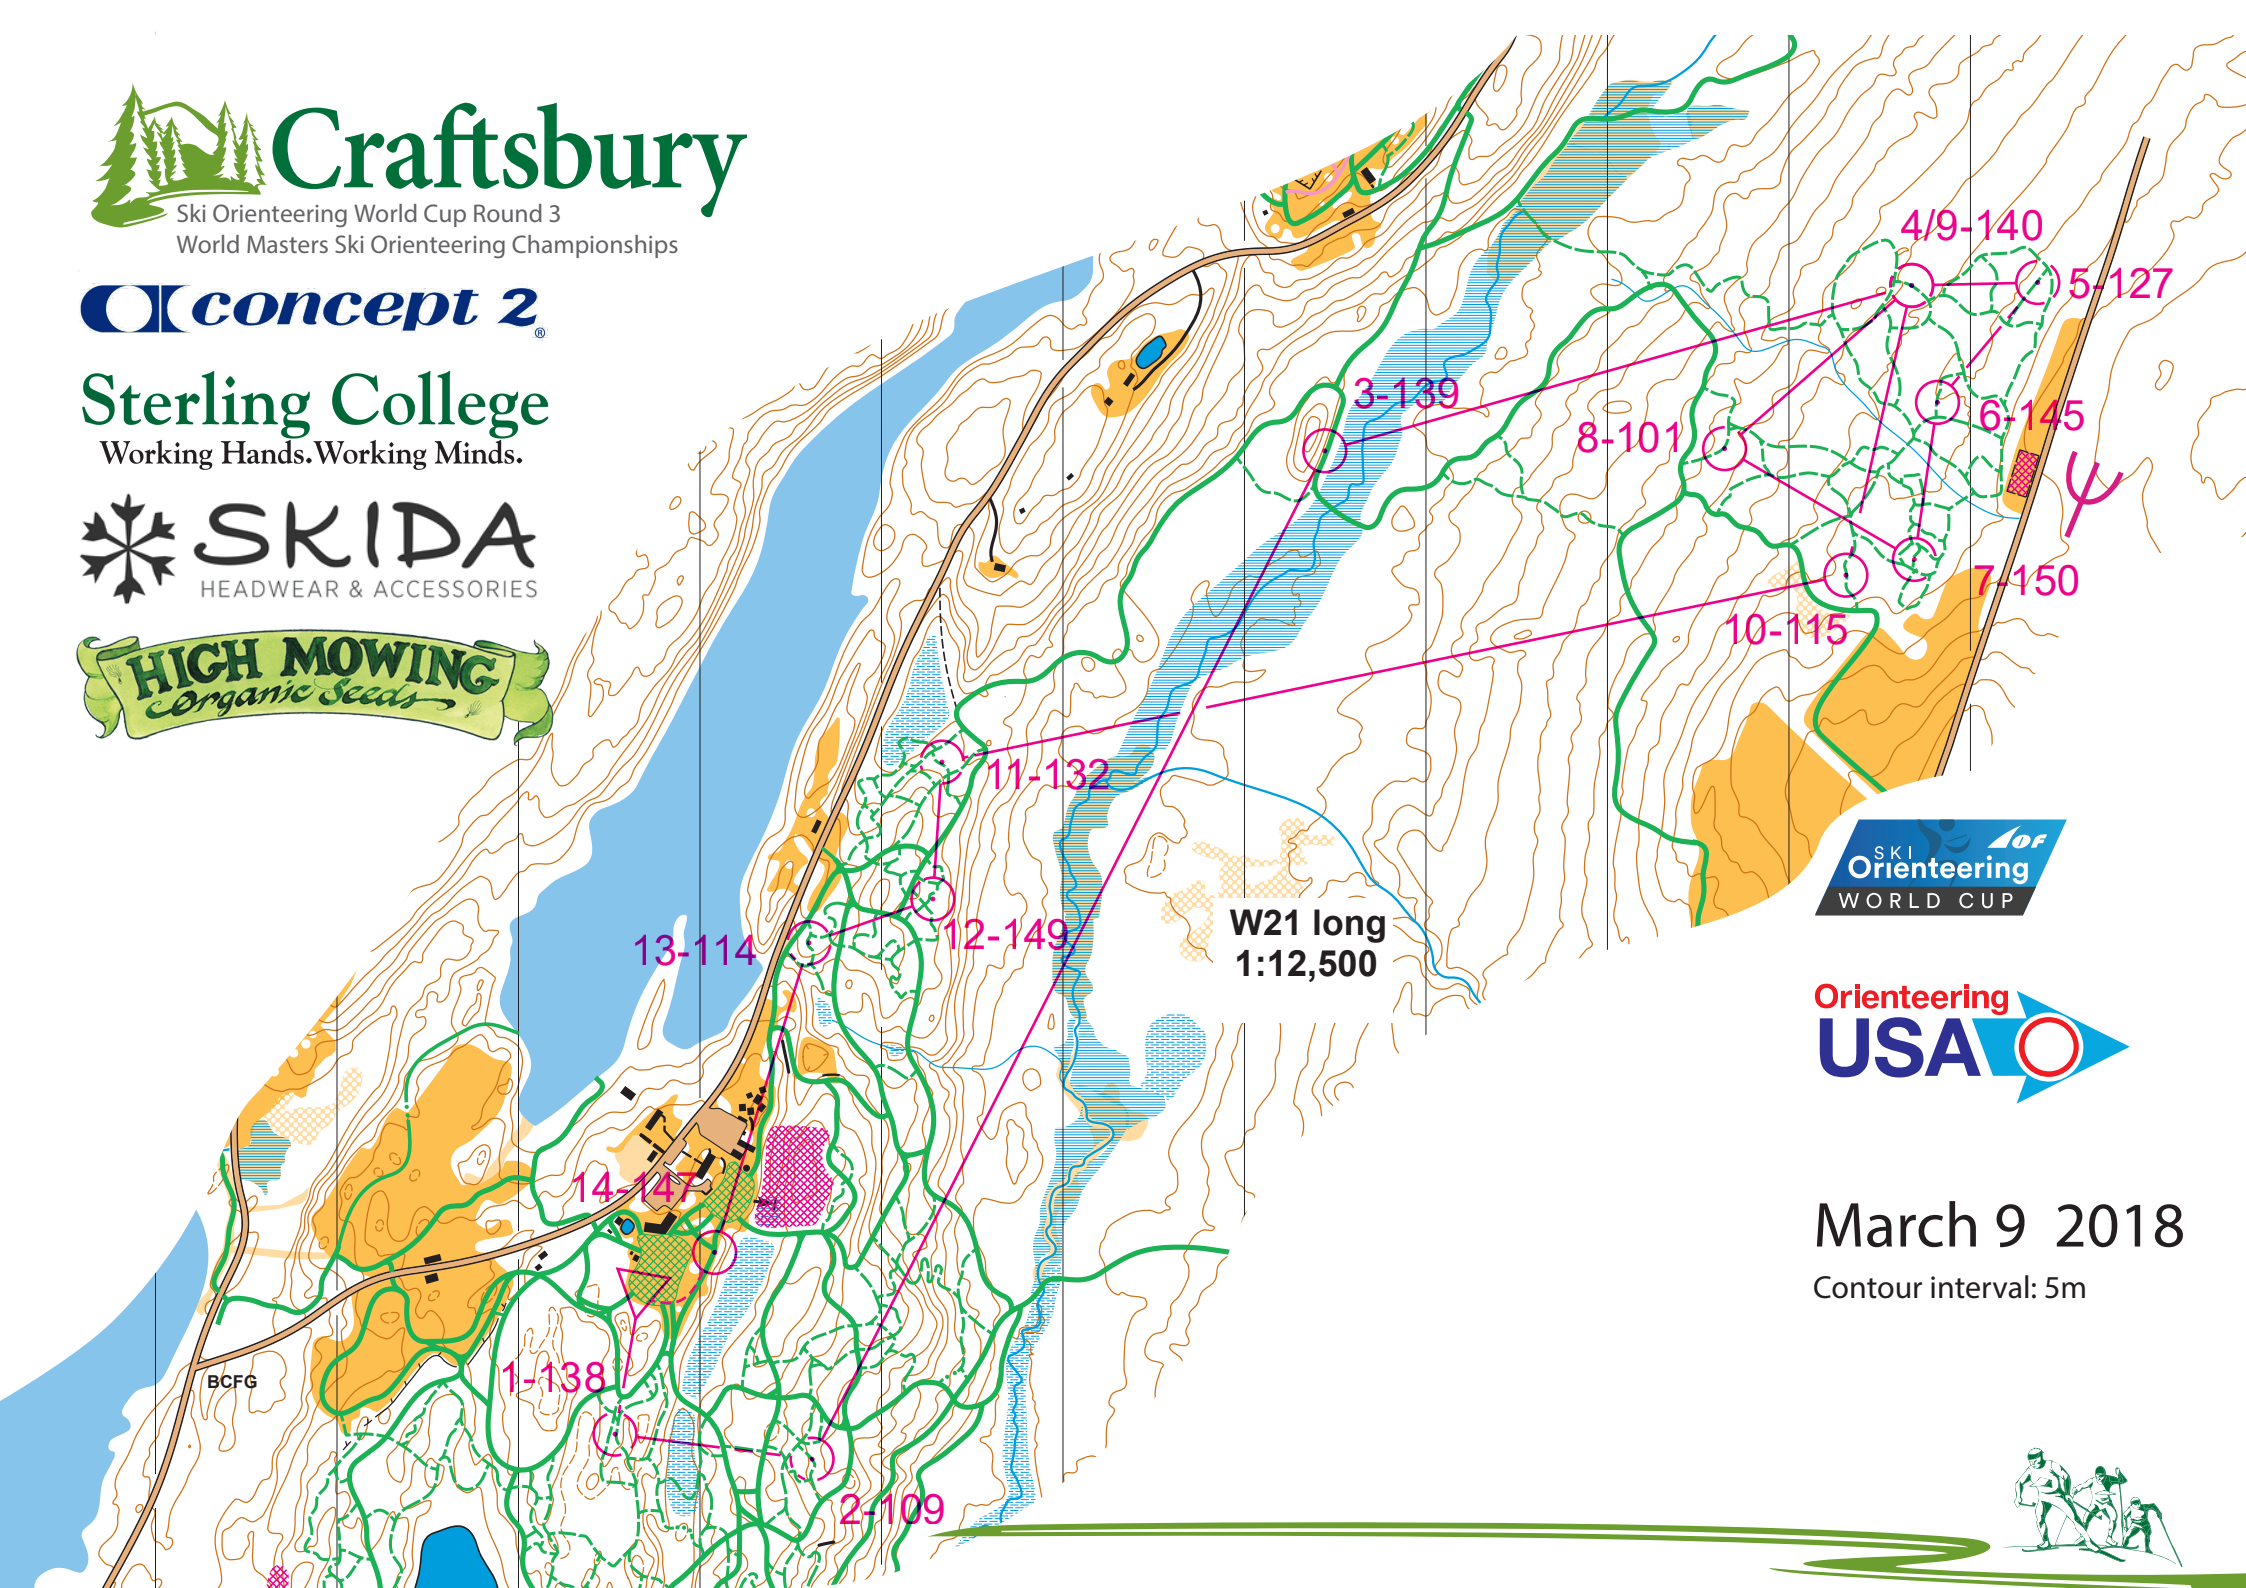 Craftsbury
Ski Orienteering World Cup Round 3
World Masters Ski Orienteering Championships
concept 2®
Sterling College
Working Hands.Working Minds.
SKIDA
HEADWEAR & ACCESSORIES
HIGH MOWING
Organic Seeds
4/9-140
5-127
3-139
6-145
8-101
7-150
10-115
11-132
12-149
13-114
W21 long
1:12,500
14-147
1-138
BCFG
2-109
IOF
SKI
Orienteering
WORLD CUP
Orienteering
USA
March 9 2018
Contour interval: 5m